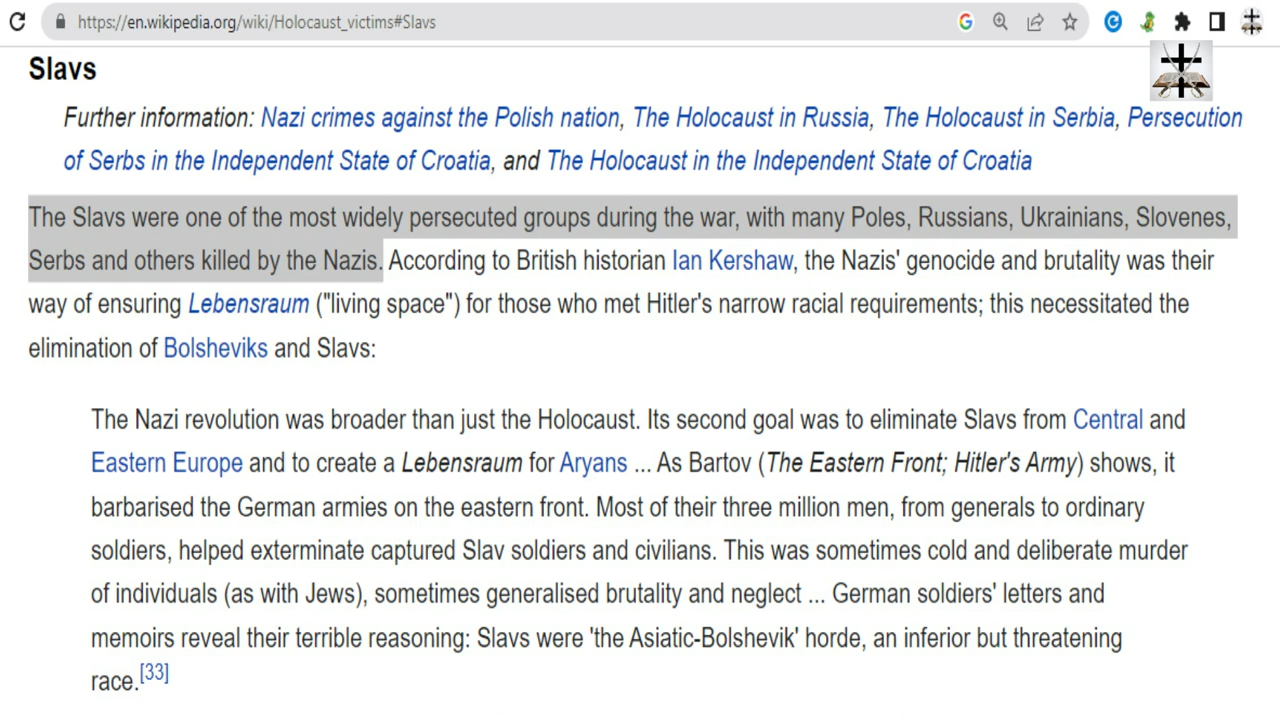 https://en.wikipedia.org/wiki/Holocaust_victims#Slavs
Slavs
Further information: Nazi crimes against the Polish nation, The Holocaust in Russia, The Holocaust in Serbia, Persecution
of Serbs in the Independent State of Croatia, and The Holocaust in the Independent State of Croatia
The Slavs were one of the most widely persecuted groups during the war, with many Poles, Russians, Ukrainians, Slovenes,
Serbs and others killed by the Nazis. According to British historian Ian Kershaw, the Nazis' genocide and brutality was their
way of ensuring Lebensraum ("living space") for those who met Hitler's narrow racial requirements; this necessitated the
elimination of Bolsheviks and Slavs:
The Nazi revolution was broader than just the Holocaust. Its second goal was to eliminate Slavs from Central and
Eastern Europe and to create a Lebensraum for Aryans ... As Bartov (The Eastern Front; Hitler's Army) shows, it
barbarised the German armies on the eastern front. Most of their three million men, from generals to ordinary
soldiers, helped exterminate captured Slav soldiers and civilians. This was sometimes cold and deliberate murder
of individuals (as with Jews), sometimes generalised brutality and neglect ... German soldiers' letters and
memoirs reveal their terrible reasoning: Slavs were 'the Asiatic-Bolshevik' horde, an inferior but threatening
race.[33]